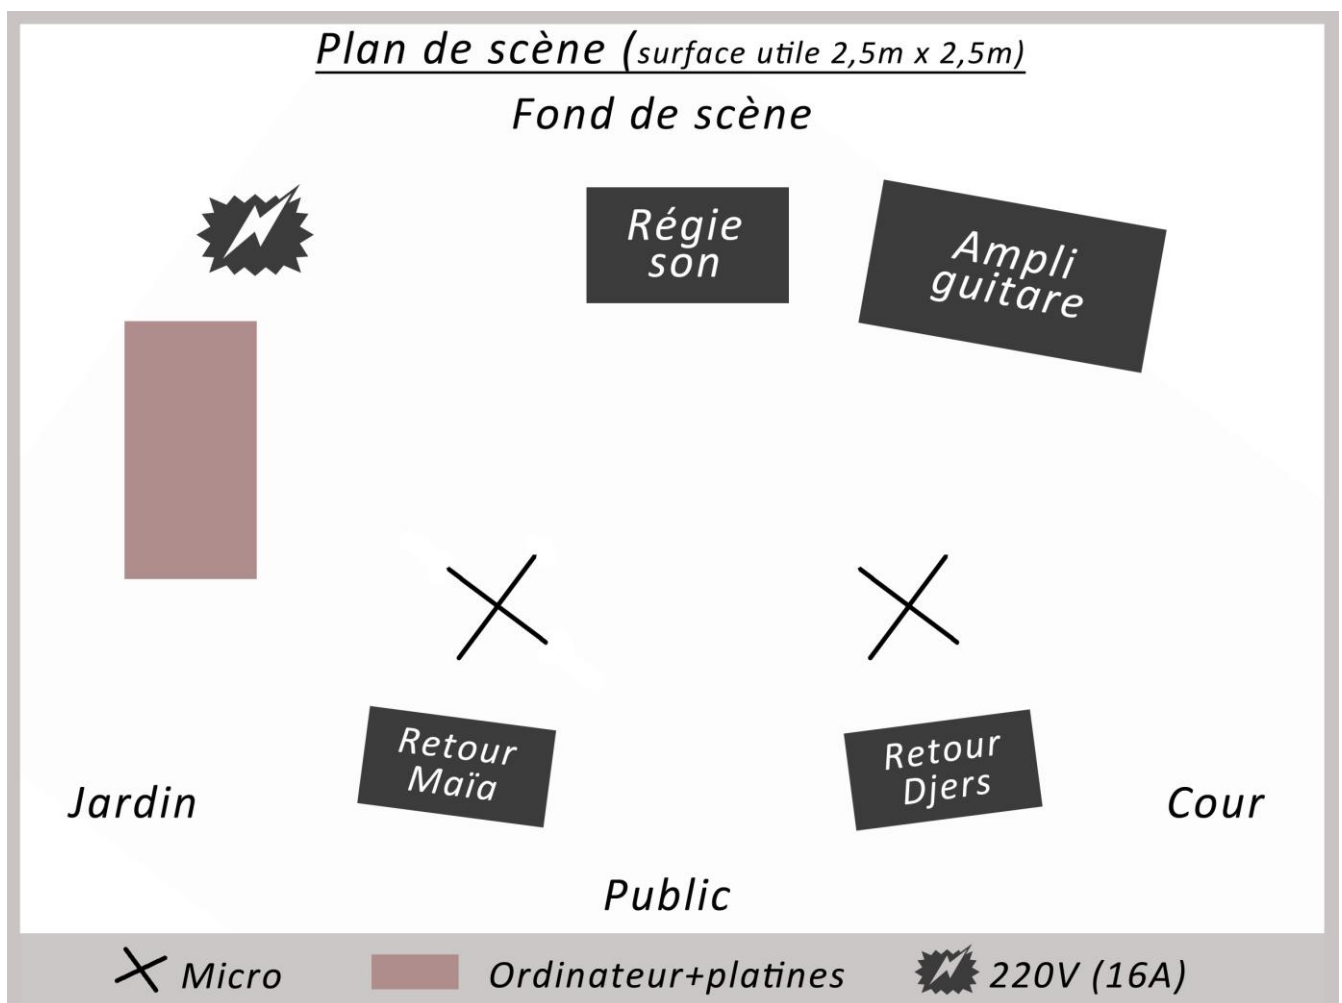 Plan de scène (surface utile 2,5m x 2,5m)
Fond de scène
Régie
son
Ampli
guitare
Retour
Maïa
Retour
Djers
Jardin
Cour
Public
Micro
Ordinateur+platines
220V (16A)